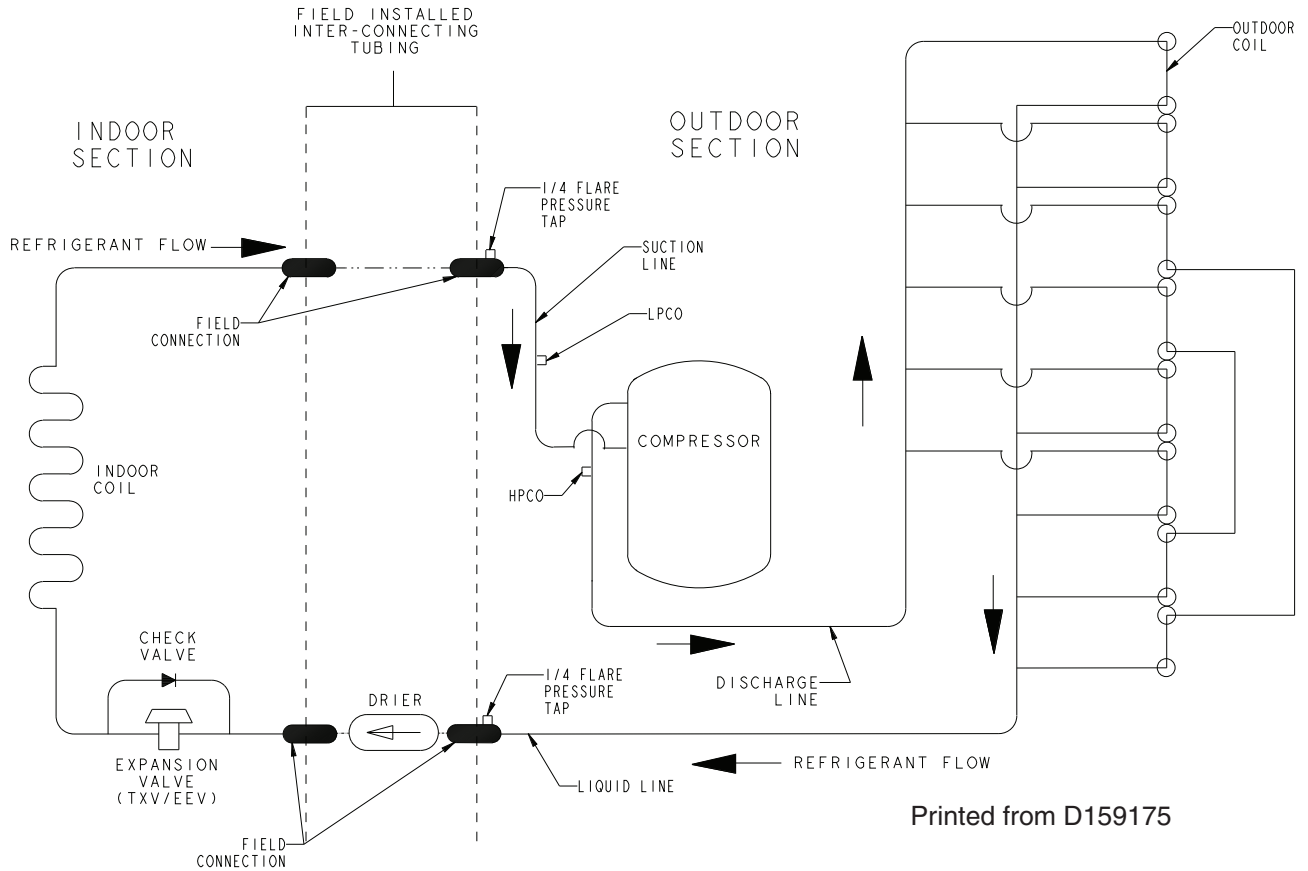 FIELD INSTALLED
INTER-CONNECTING
TUBING
OUTDOOR
COIL
INDOOR
SECTION
OUTDOOR
SECTION
1/4 FLARE
PRESSURE
TAP
REFRIGERANT FLOW
SUCTION
LINE
FIELD
CONNECTION
LPCO
COMPRESSOR
INDOOR
COIL
HPCO
CHECK
VALVE
DRIER
1/4 FLARE
PRESSURE
TAP
DISCHARGE
LINE
EXPANSION
VALVE
(TXV/EEV)
LIQUID LINE
REFRIGERANT FLOW
FIELD
CONNECTION
Printed from D159175